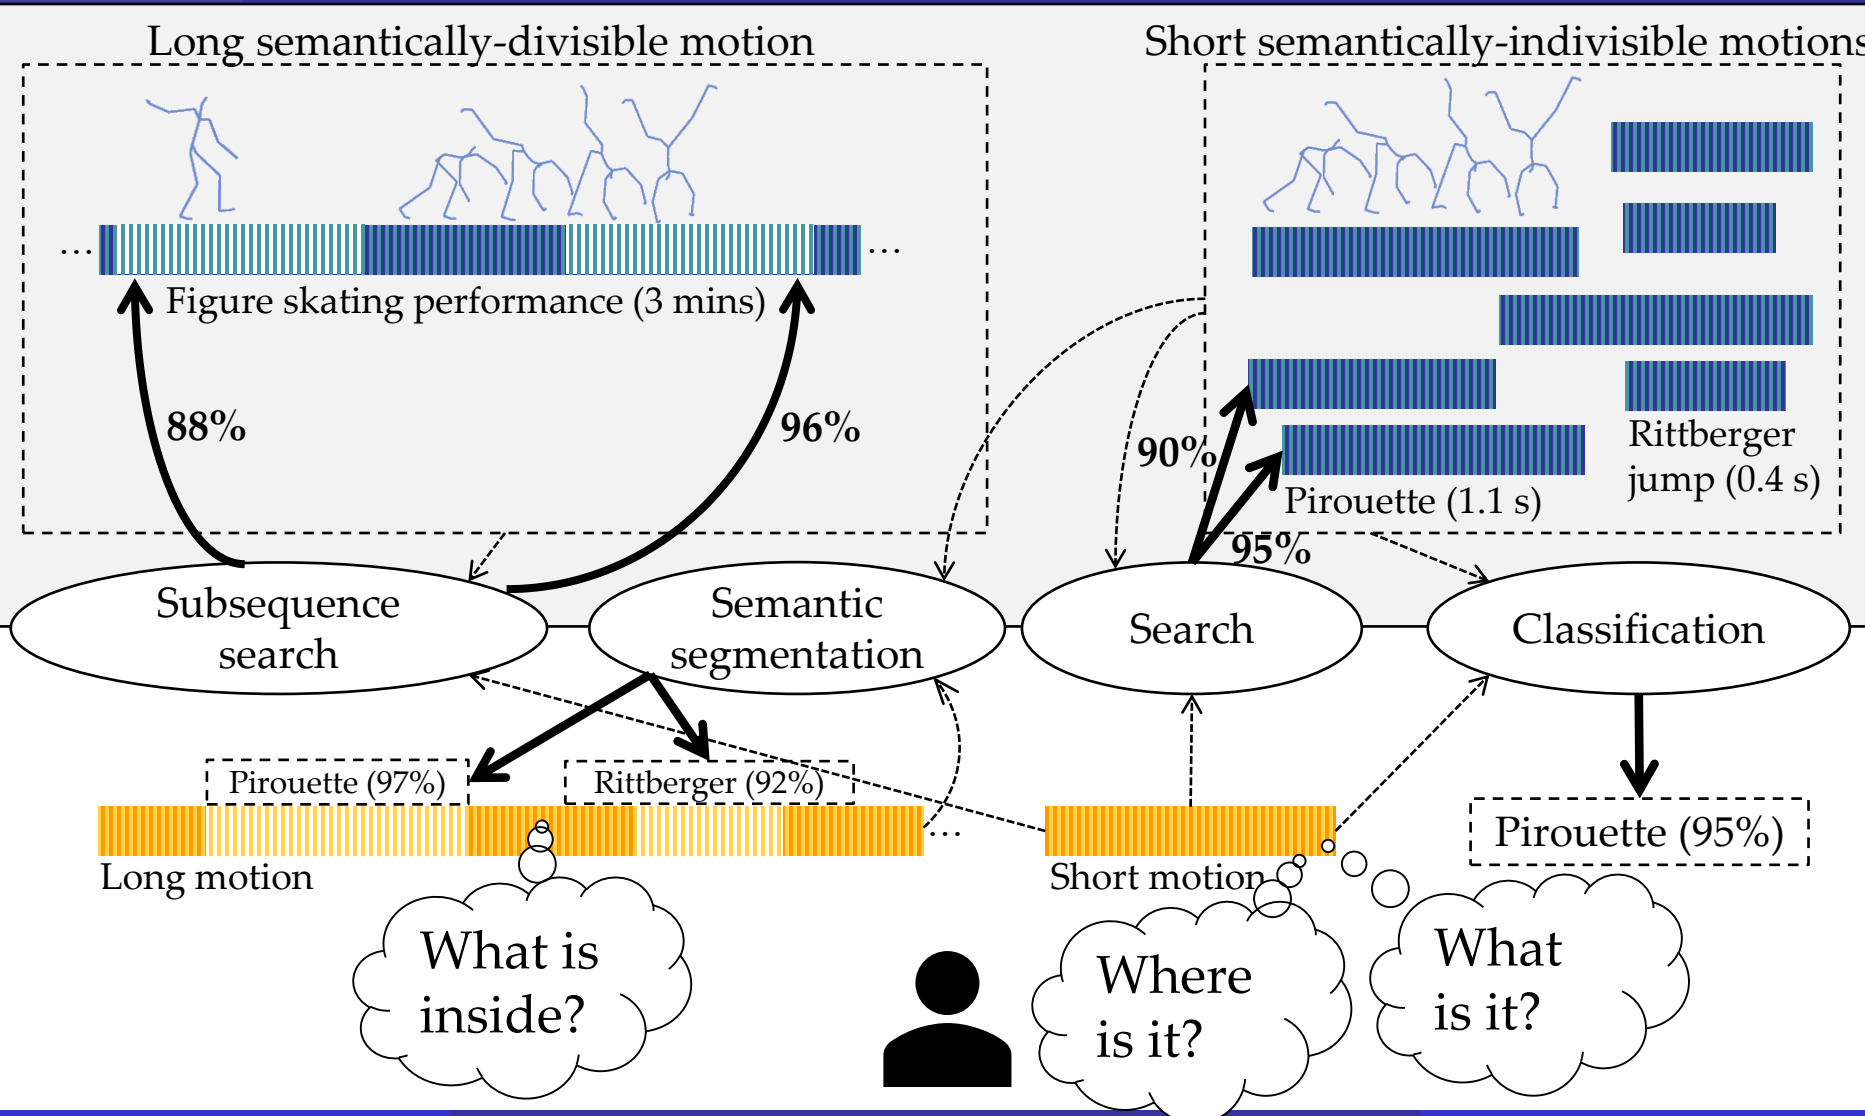 Long semantically-divisible motion
Short semantically-indivisible motions
...
...
Figure skating performance (3 mins)
88%
96%
90%
95%
Rittberger
jump (0.4 s)
Pirouette (1.1 s)
Subsequence
search
Semantic
segmentation
Search
Classification
Pirouette (97%)
Rittberger (92%)
...
Long motion
Short motion
Pirouette (95%)
What is
inside?
Where
is it?
What
is it?